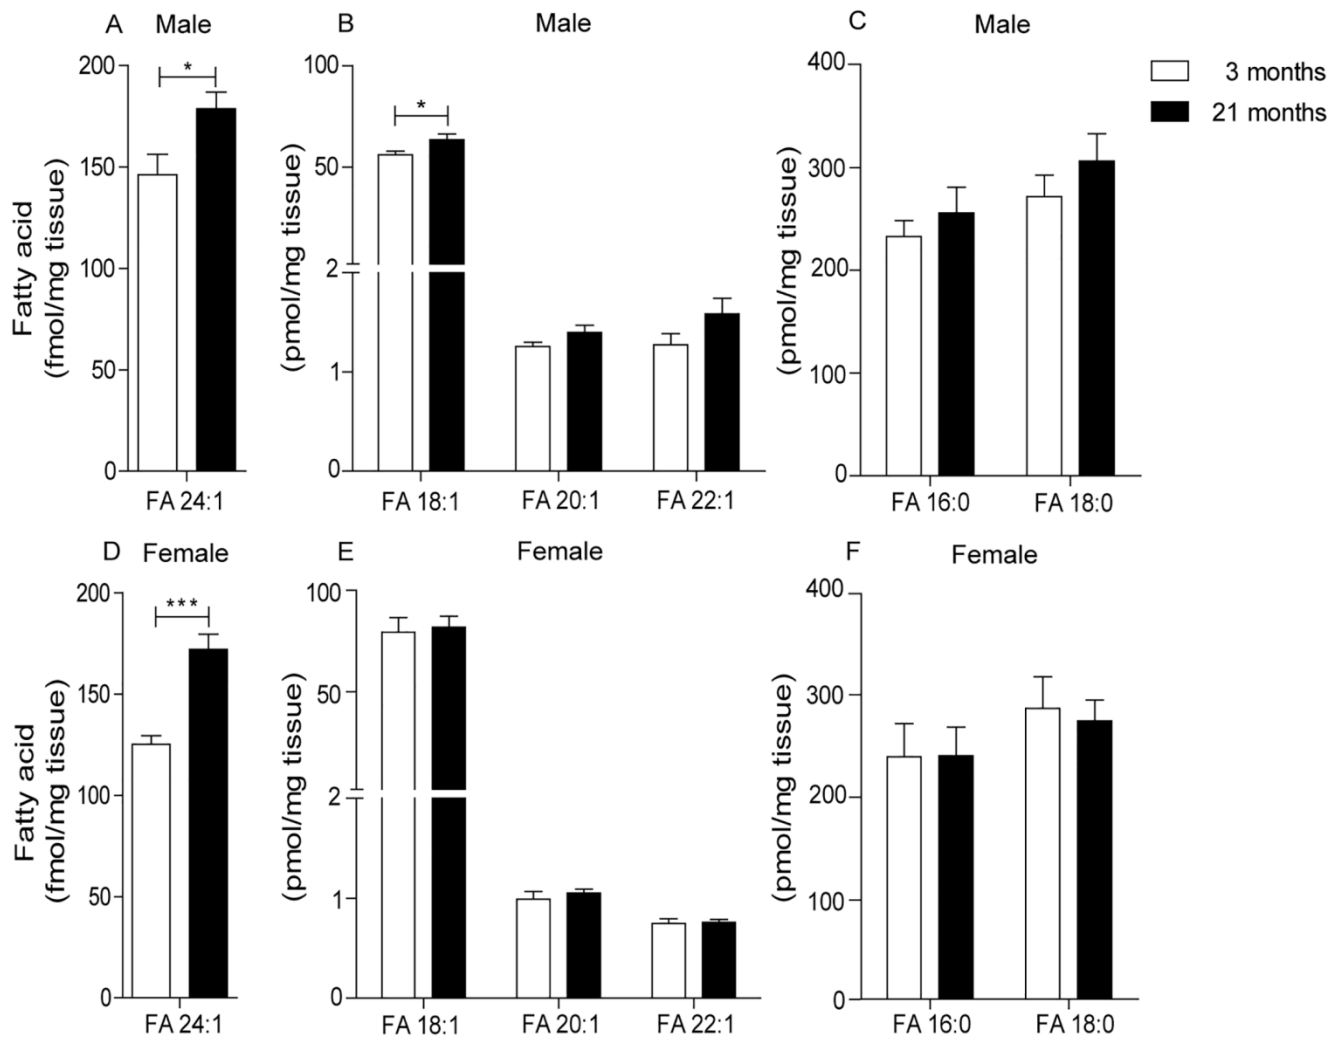 A Male
Fatty acid
(fmol/mg tissue)
200
150
100
50
0
*
FA 24:1
B Male
(pmol/mg tissue)
100
50
2
2
1
0
*
FA 18:1 FA 20:1 FA 22:1
C Male
(pmol/mg tissue)
400
300
200
100
0
FA 16:0 FA 18:0
3 months
21 months
D Female
Fatty acid
(fmol/mg tissue)
200
150
100
50
0
***
FA 24:1
E Female
(pmol/mg tissue)
100
50
2
1
0
FA 18:1 FA 20:1 FA 22:1
F Female
(pmol/mg tissue)
400
300
200
100
0
FA 16:0 FA 18:0